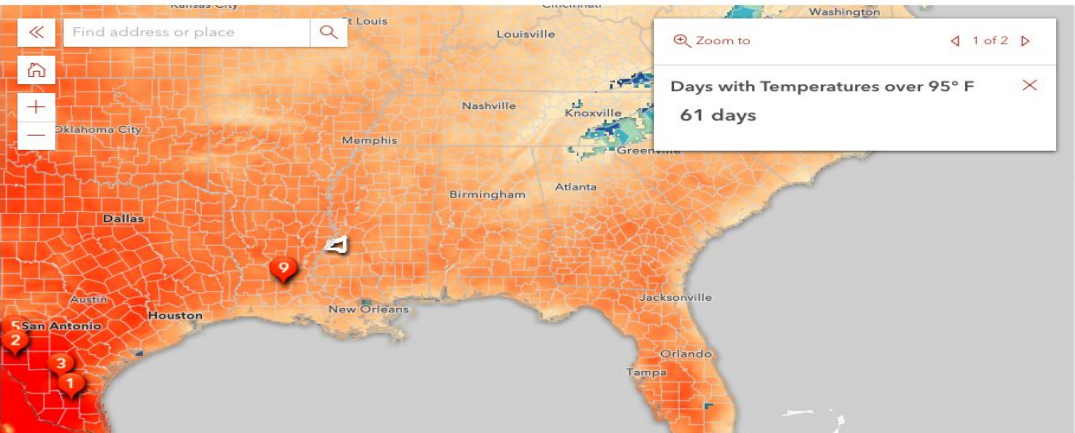 Kansas City
St Louis
Cincinnati
Washington
Find address or place
Louisville
Zoom to
1 of 2
Days with Temperatures over 95° F
61 days
Nashville
Knoxville
Oklahoma City
Memphis
Greenville
Atlanta
Birmingham
Dallas
9
Austin
Houston
New Orleans
Jacksonville
5
San Antonio
2
Orlando
3
Tampa
1